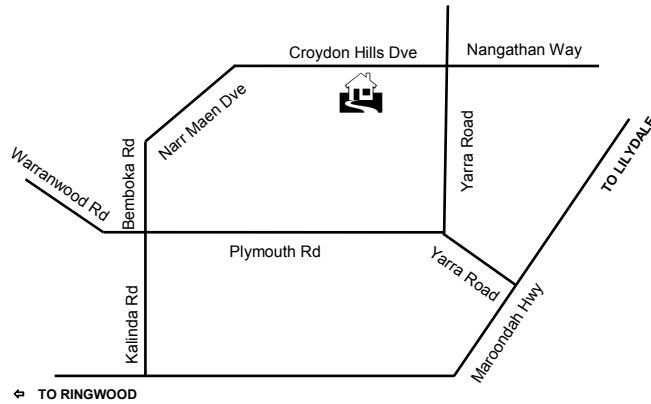 Croydon Hills Dve
Nangathan Way
Narr Maen Dve
Warranwood Rd
Bemboka Rd
Yarra Road
TO LILYDALE
Plymouth Rd
Yarra Road
Kalinda Rd
Maroondah Hwy
⇦ TO RINGWOOD